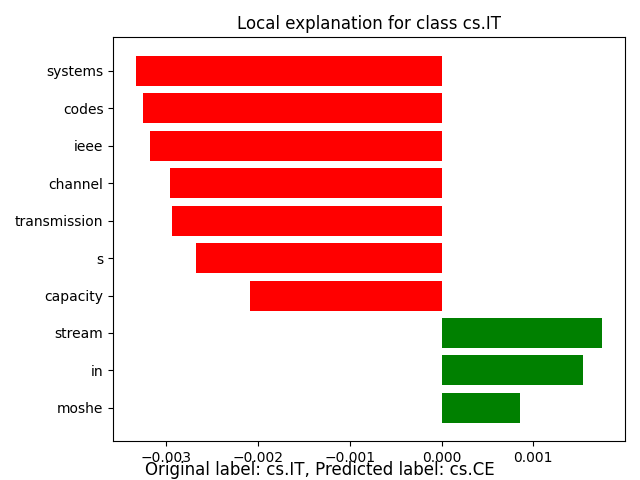 Local explanation for class cs.IT
systems
codes
ieee
channel
transmission
s
capacity
stream
in
moshe
−0.003 −0.002 −0.001 0.000 0.001
Original label: cs.IT, Predicted label: cs.CE